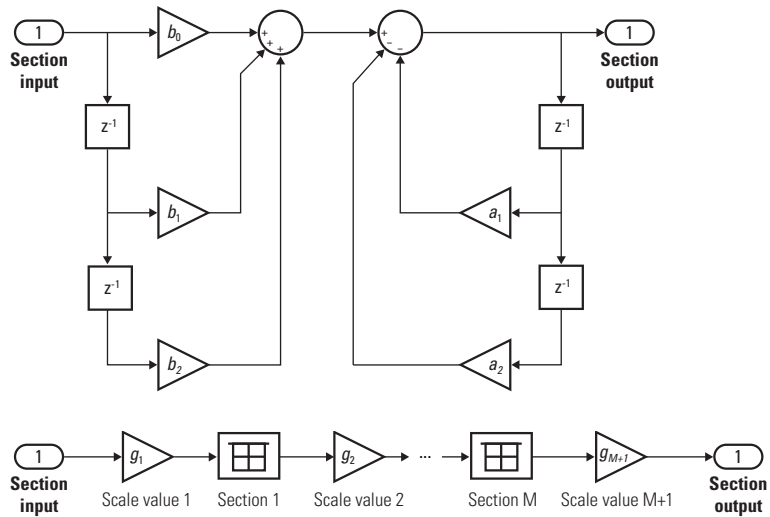 1
b0
+
+
+
+
−
−
1
Section
input
Section
output
z-1
z-1
b1
a1
z-1
z-1
b2
a2
1
g1
g2
...
gM+1
1
Section
input
Scale value 1
Section 1
Scale value 2
Section M
Scale value M+1
Section
output